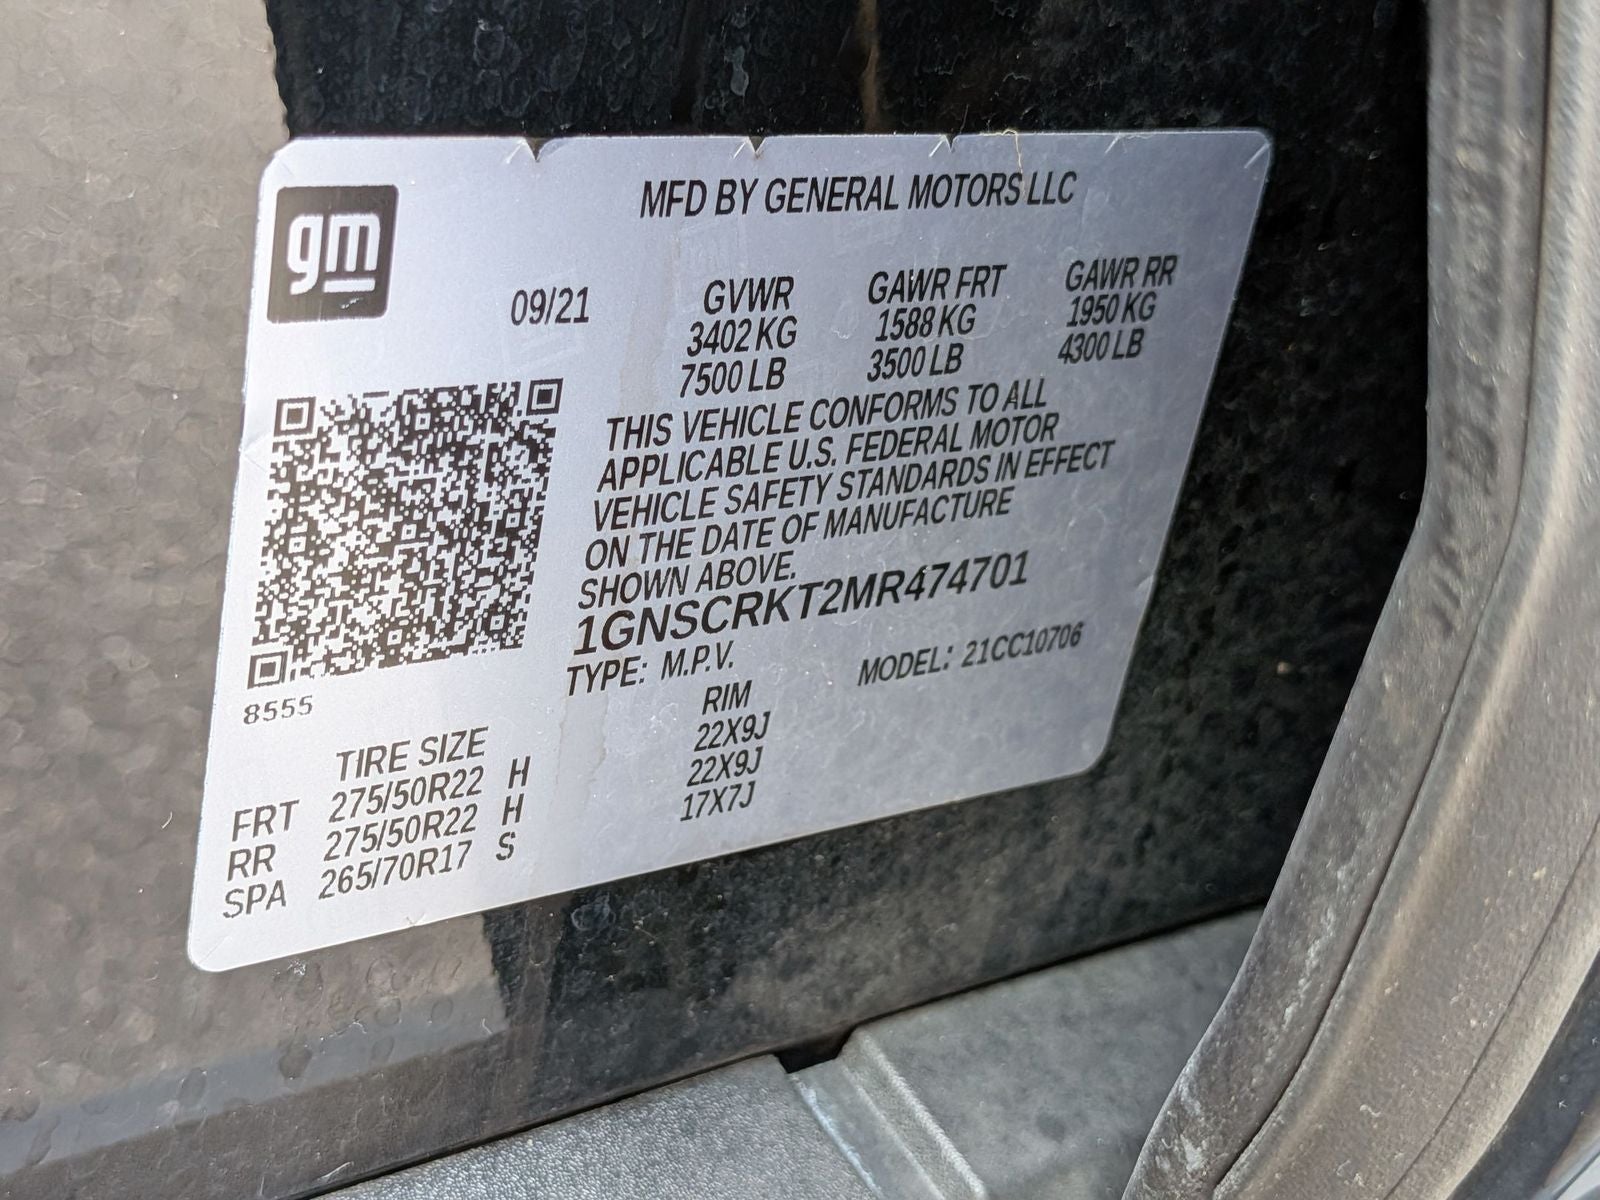 gm
MFD BY GENERAL MOTORS LLC
09/21
GVWR GAWR FRT GAWR RR
3402 KG 1588 KG 1950 KG
7500 LB 3500 LB 4300 LB
THIS VEHICLE CONFORMS TO ALL
APPLICABLE U.S. FEDERAL MOTOR
VEHICLE SAFETY STANDARDS IN EFFECT
ON THE DATE OF MANUFACTURE
SHOWN ABOVE.
1GNSCRKT2MR474701
TYPE: M.P.V. MODEL: 21CC10706
8555
TIRE SIZE RIM
FRT 275/50R22 H 22X9J
RR 275/50R22 H 22X9J
SPA 265/70R17 S 17X7J